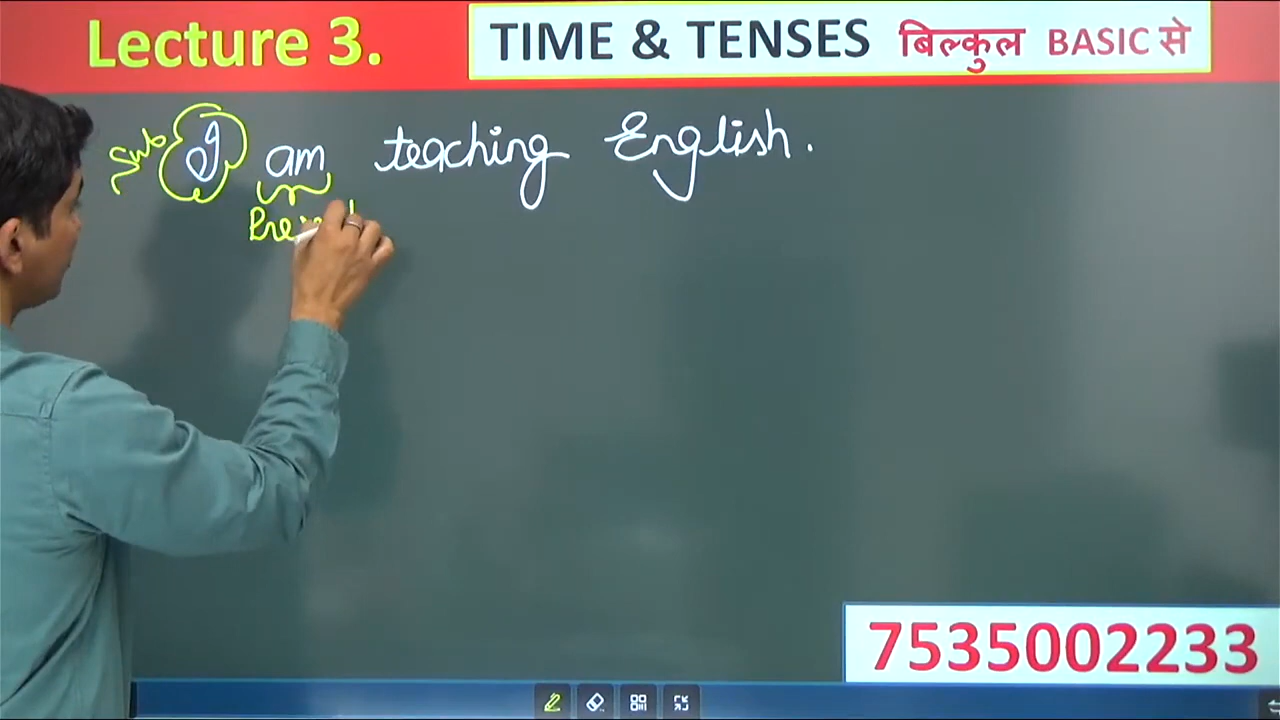 Lecture 3.
TIME & TENSES बिल्कुल BASIC से
Sub I am teaching English.
7535002233